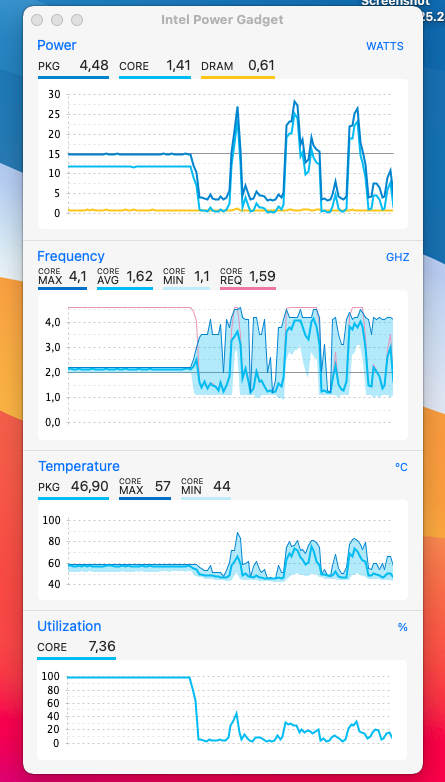 Screenshot
25.2
Intel Power Gadget
Power WATTS
PKG 4,48 CORE 1,41 DRAM 0,61
30
25
20
15
10
5
0
Frequency GHZ
CORE MAX 4,1 CORE AVG 1,62 CORE MIN 1,1 CORE REQ 1,59
4,0
3,0
2,0
1,0
0,0
Temperature °C
PKG 46,90 CORE MAX 57 CORE MIN 44
100
80
60
40
Utilization %
CORE 7,36
100
80
60
40
20
0